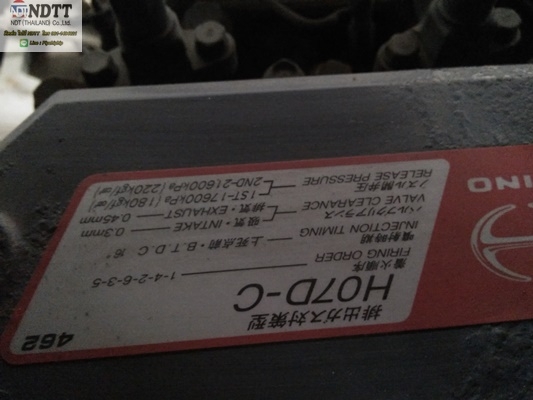 NDTT
NDT(THAILAND) Co.,Ltd.
HINO
462
排出ガス対策型
H07D-C
着火順序 1-4-2-6-3-5
FIRING ORDER
噴射時期 上死点前・B.T.D.C 16°
INJECTION TIMING
バルブクリアランス 吸気・INTAKE 0.3mm
VALVE CLEARANCE 排気・EXHAUST 0.45mm
ノズル開弁圧 1ST-17600kPa (180kgf/cm²)
RELEASE PRESSURE 2ND-21600kPa (220kgf/cm²)